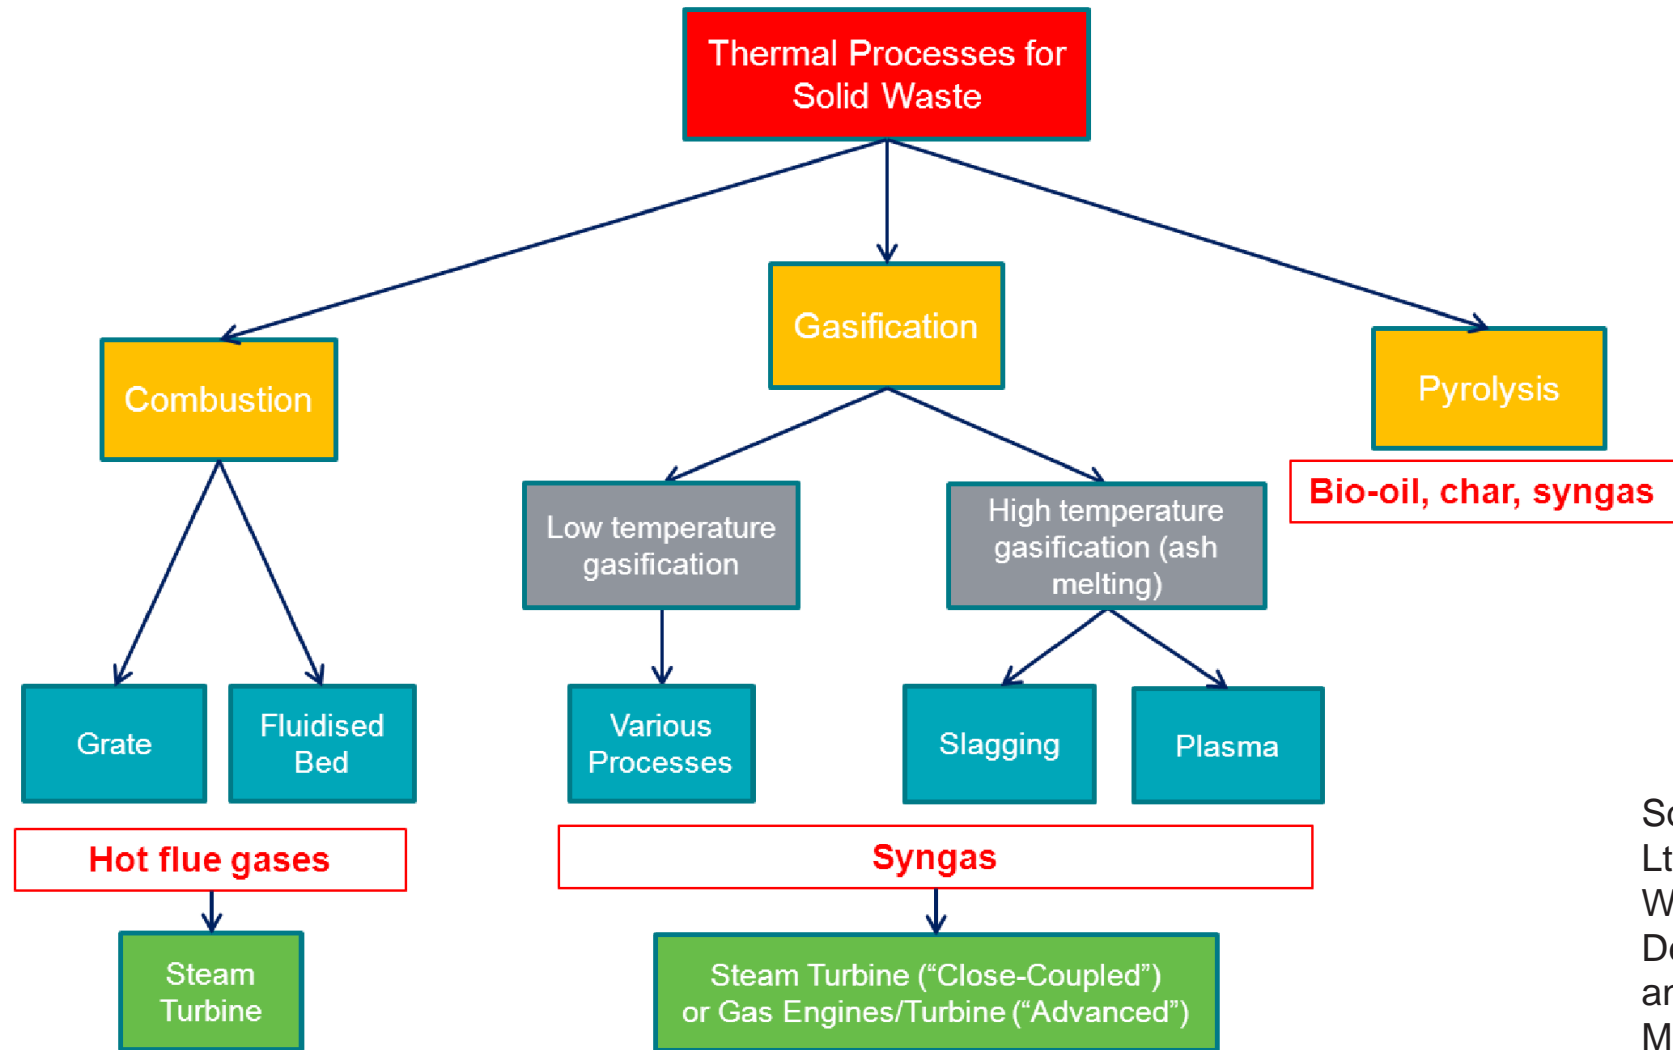 Thermal Processes for
Solid Waste
Gasification
Combustion
Pyrolysis
Bio-oil, char, syngas
Low temperature
gasification
High temperature
gasification (ash
melting)
Grate
Fluidised
Bed
Various
Processes
Slagging
Plasma
Hot flue gases
Syngas
Steam
Turbine
Steam Turbine (“Close-Coupled”)
or Gas Engines/Turbine (“Advanced”)